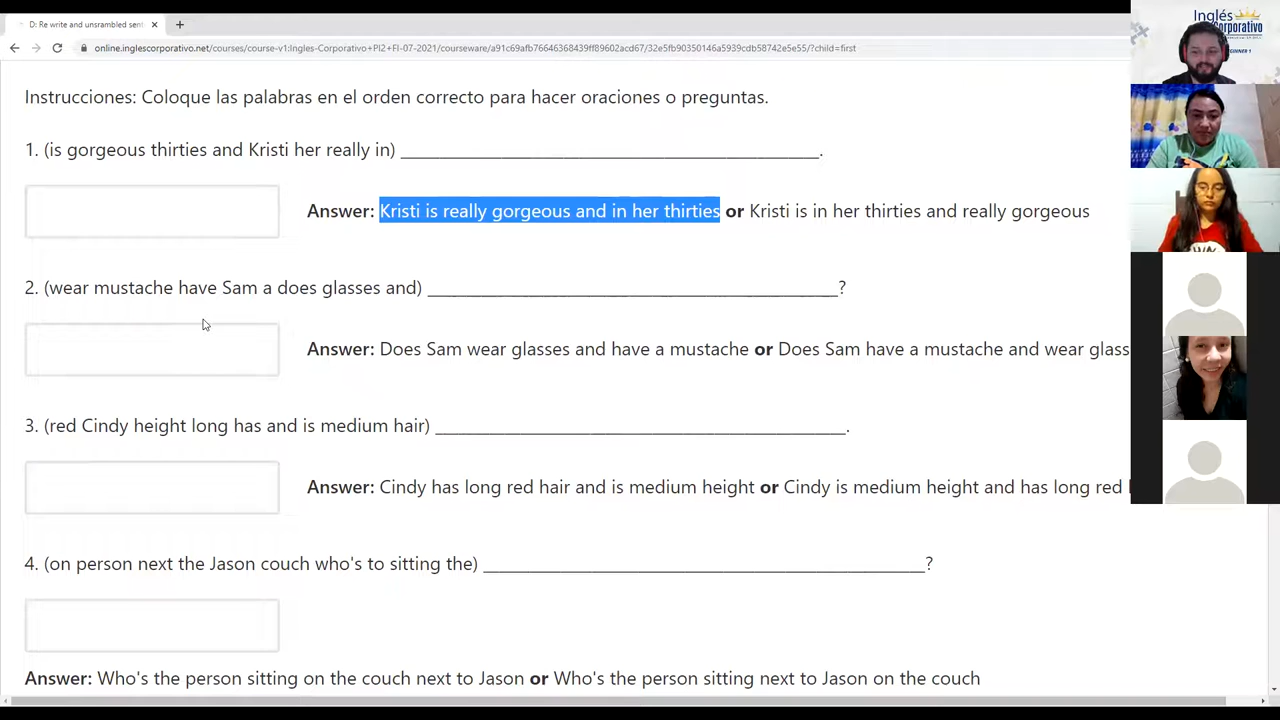 D: Re write and unsrambled sent
online.inglescorporativo.net/courses/course-v1:Ingles-Corporativo+PI2+FI-07-2021/courseware/a91c69afb7b04b368439ff89602acd67/32e5fb90350146a5939cdb58742e5e55/?child=first
Instrucciones: Coloque las palabras en el orden correcto para hacer oraciones o preguntas.
1. (is gorgeous thirties and Kristi her really in) ______________________________________________.
Answer: Kristi is really gorgeous and in her thirties or Kristi is in her thirties and really gorgeous
2. (wear mustache have Sam a does glasses and) ______________________________________________?
Answer: Does Sam wear glasses and have a mustache or Does Sam have a mustache and wear glass
3. (red Cindy height long has and is medium hair) ______________________________________________.
Answer: Cindy has long red hair and is medium height or Cindy is medium height and has long red
4. (on person next the Jason couch who's to sitting the) ________________________________________________?
Answer: Who's the person sitting on the couch next to Jason or Who's the person sitting next to Jason on the couch
Inglés
Corporativo